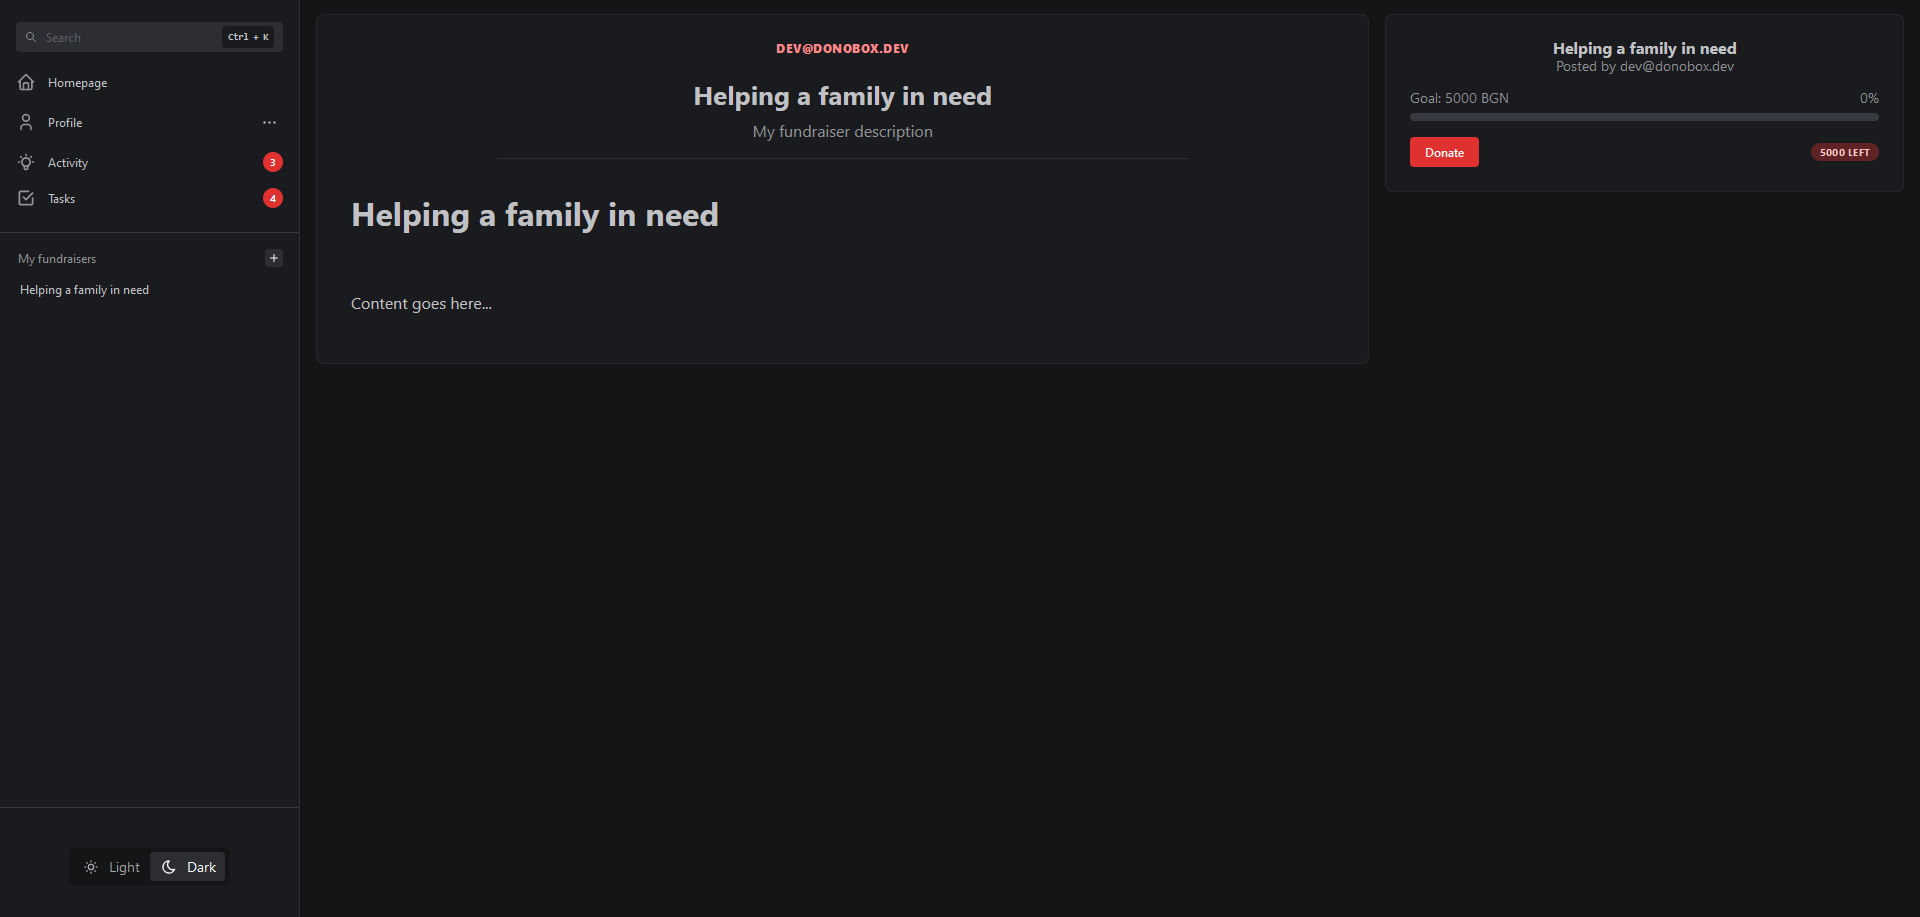 Search
Ctrl + K
Homepage
Profile
Activity
3
Tasks
4
My fundraisers
+
Helping a family in need
Light
Dark
DEV@DONOBOX.DEV
Helping a family in need
My fundraiser description
Helping a family in need
Content goes here...
Helping a family in need
Posted by dev@donobox.dev
Goal: 5000 BGN
0%
Donate
5000 LEFT